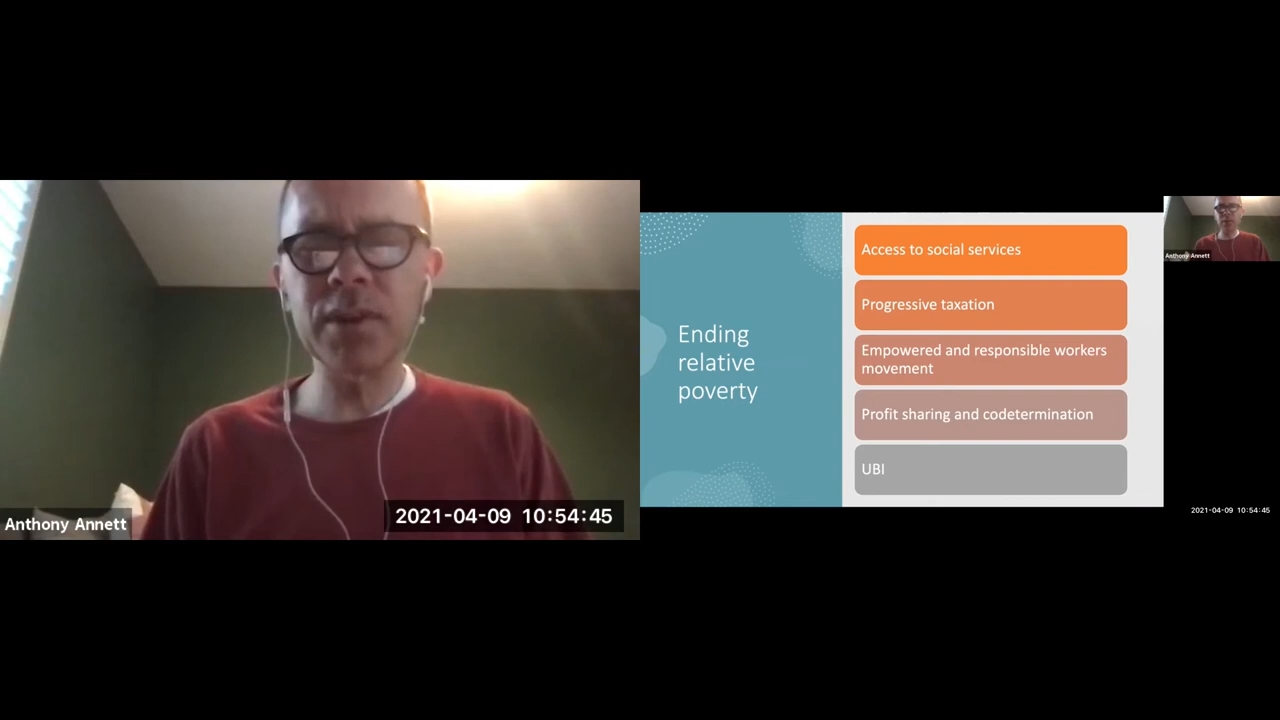 Anthony Annett
2021-04-09 10:54:45
Ending
relative
poverty
Access to social services
Progressive taxation
Empowered and responsible workers
movement
Profit sharing and codetermination
UBI
Anthony Annett
2021-04-09 10:54:45